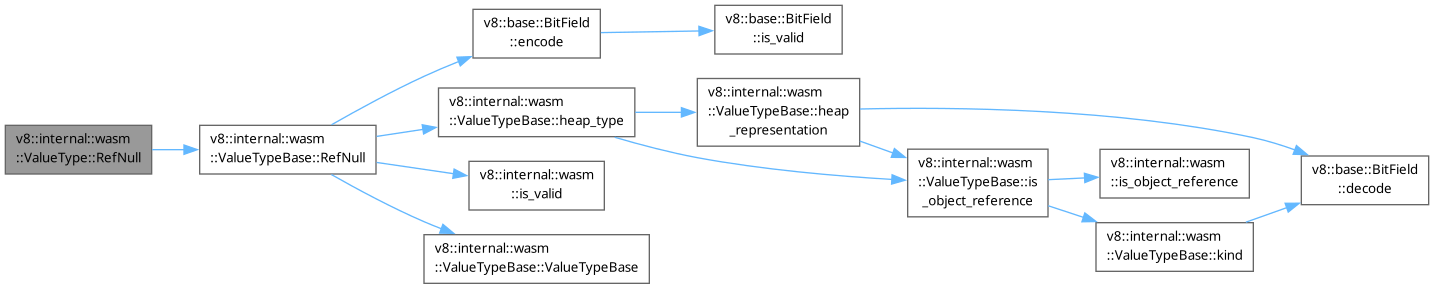 v8::internal::wasm
::ValueType::RefNull
v8::internal::wasm
::ValueTypeBase::RefNull
v8::base::BitField
::encode
v8::base::BitField
::is_valid
v8::internal::wasm
::ValueTypeBase::heap_type
v8::internal::wasm
::ValueTypeBase::heap
_representation
v8::internal::wasm
::is_valid
v8::internal::wasm
::ValueTypeBase::ValueTypeBase
v8::internal::wasm
::ValueTypeBase::is
_object_reference
v8::internal::wasm
::is_object_reference
v8::internal::wasm
::ValueTypeBase::kind
v8::base::BitField
::decode